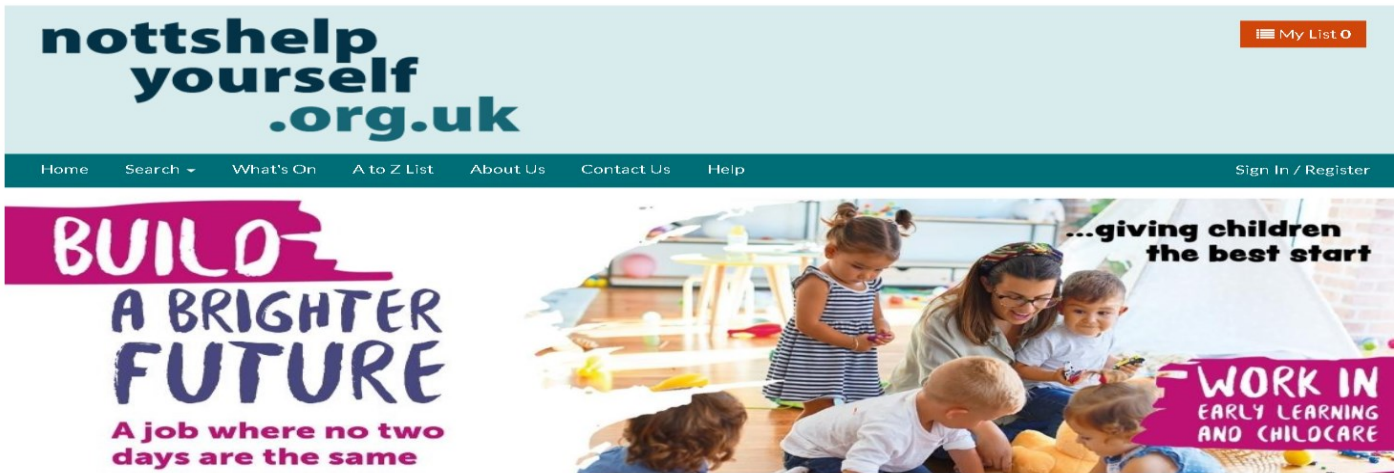 nottshelp
yourself
.org.uk
My List 0
Home Search What's On A to Z List About Us Contact Us Help Sign In / Register
BUILD
A BRIGHTER
FUTURE
A job where no two
days are the same
...giving children
the best start
WORK IN
EARLY LEARNING
AND CHILDCARE